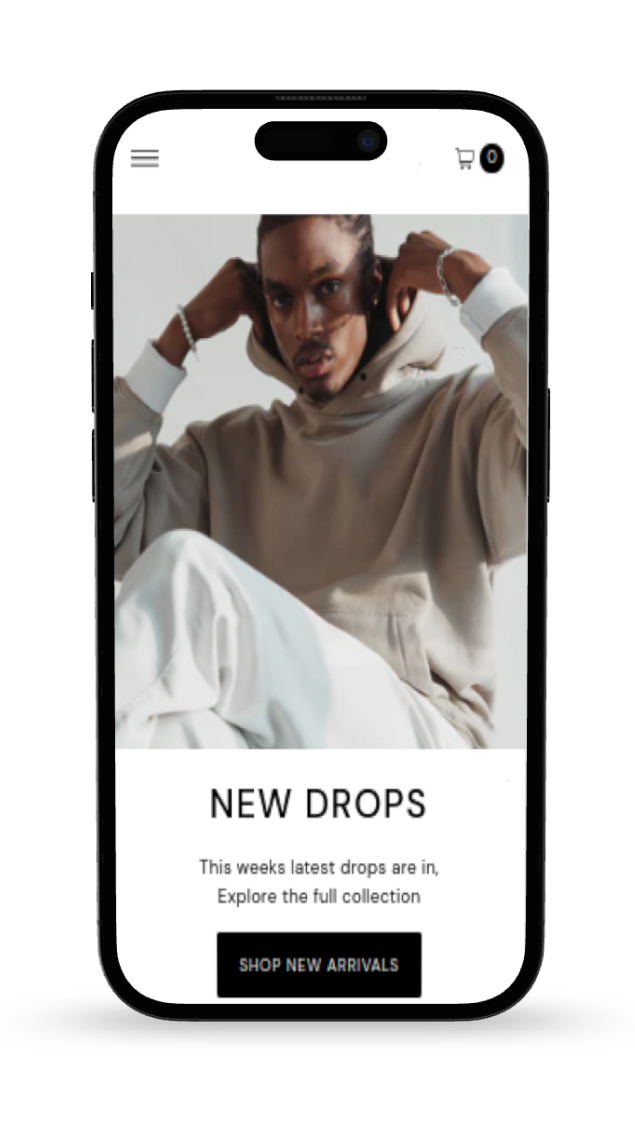 0
NEW DROPS
This weeks latest drops are in,
Explore the full collection
SHOP NEW ARRIVALS